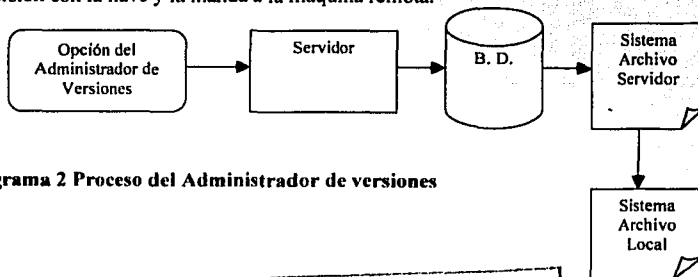 con la llave y la manda a la máquina remota.
Opción del
Administrador de
Versiones
Servidor
B. D.
Sistema
Archivo
Servidor
grama 2 Proceso del Administrador de versiones
Sistema
Archivo
Local